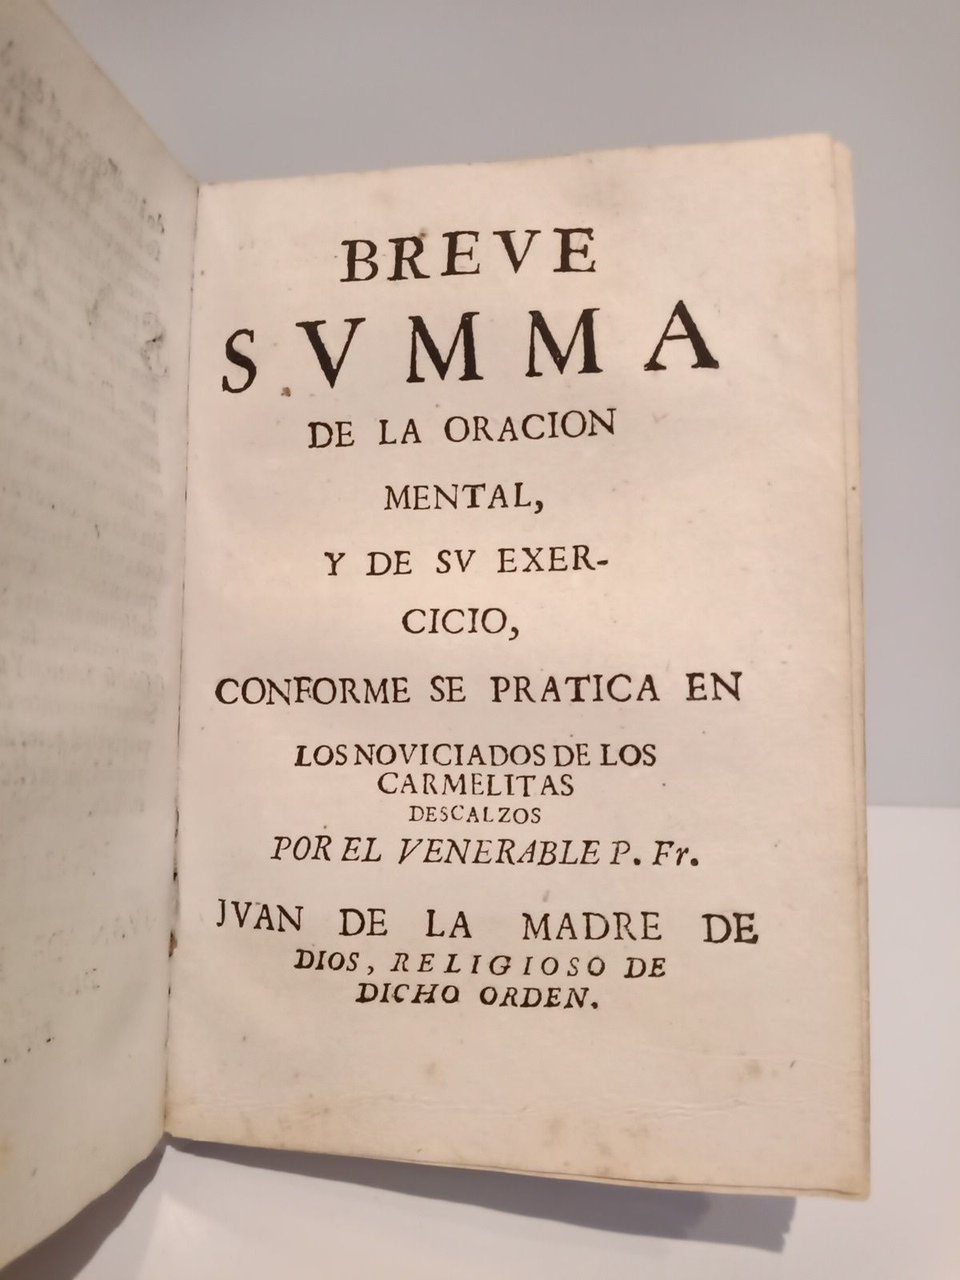 BREVE
SVMMA
DE LA ORACION
MENTAL,
Y DE SV EXER-
CICIO,
CONFORME SE PRATICA EN
LOS NOVICIADOS DE LOS
CARMELITAS
DESCALZOS
POR EL VENERABLE P. Fr.
JVAN DE LA MADRE DE
DIOS, RELIGIOSO DE
DICHO ORDEN.